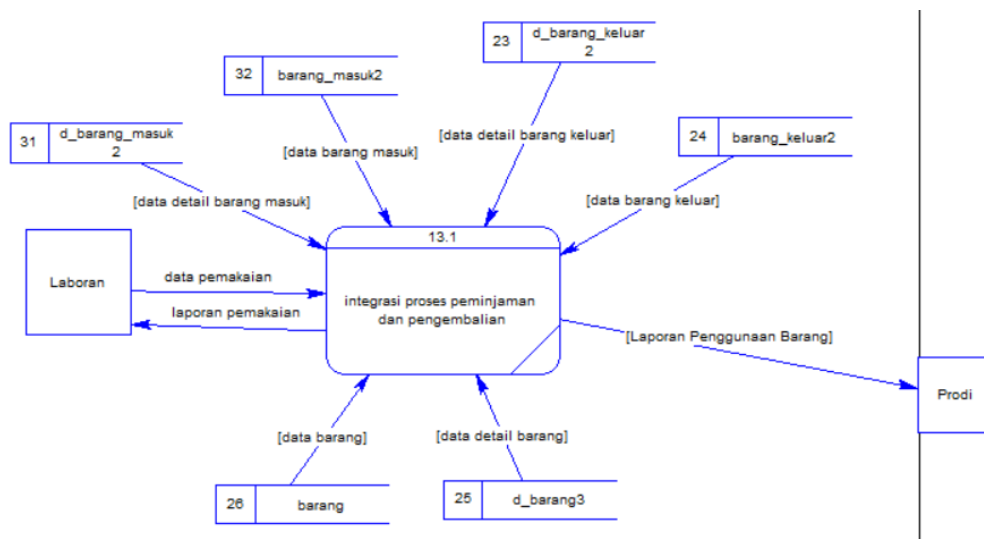 23
d_barang_keluar
2
32
barang_masuk2
31
d_barang_masuk
2
[data detail barang keluar]
24
barang_keluar2
[data barang masuk]
[data detail barang masuk]
[data barang keluar]
13.1
Laboran
data pemakaian
integrasi proses peminjaman
dan pengembalian
laporan pemakaian
[Laporan Penggunaan Barang]
Prodi
[data barang]
[data detail barang]
26
barang
25
d_barang3